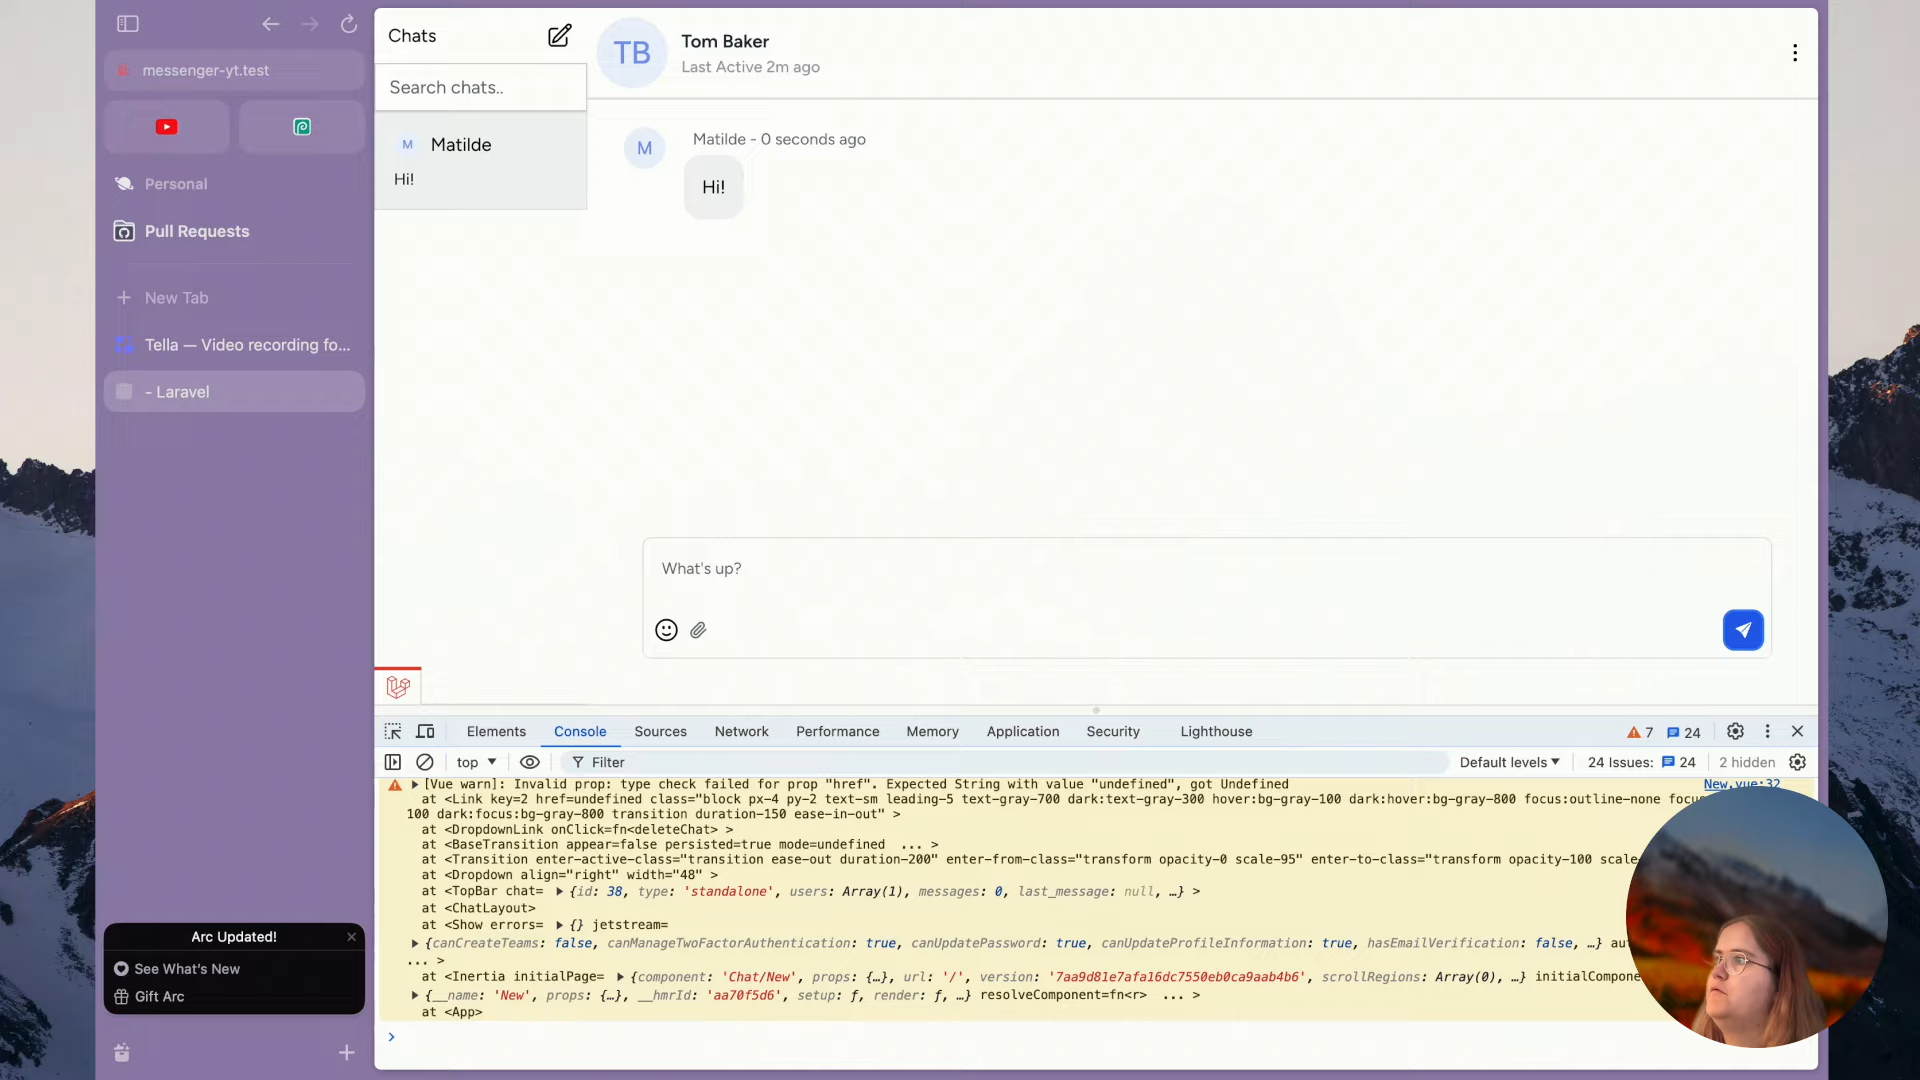 messenger-yt.test
Personal
Pull Requests
New Tab
Tella — Video recording fo...
- Laravel
Arc Updated!
See What's New
Gift Arc
Chats
Search chats..
M
Matilde
Hi!
TB
Tom Baker
Last Active 2m ago
M
Matilde - 0 seconds ago
Hi!
What's up?
Elements Console Sources Network Performance Memory Application Security Lighthouse 7 24
top Filter Default levels 24 Issues: 24 2 hidden
[Vue warn]: Invalid prop: type check failed for prop "href". Expected String with value "undefined", got Undefined New.vue:32
at <Link key=2 href=undefined class="block px-4 py-2 text-sm leading-5 text-gray-700 dark:text-gray-300 hover:bg-gray-100 dark:hover:bg-gray-800 focus:outline-none focu
100 dark:focus:bg-gray-800 transition duration-150 ease-in-out" >
at <DropdownLink onClick=fn<deleteChat> >
at <BaseTransition appear=false persisted=true mode=undefined ... >
at <Transition enter-active-class="transition ease-out duration-200" enter-from-class="transform opacity-0 scale-95" enter-to-class="transform opacity-100 scale-
at <Dropdown align="right" width="48" >
at <TopBar chat= {id: 38, type: 'standalone', users: Array(1), messages: 0, last_message: null, …} >
at <ChatLayout>
at <Show errors= {} jetstream=
{canCreateTeams: false, canManageTwoFactorAuthentication: true, canUpdatePassword: true, canUpdateProfileInformation: true, hasEmailVerification: false, …} au
... >
at <Inertia initialPage= {component: 'Chat/New', props: {…}, url: '/', version: '7aa9d81e7afa16dc7550eb0ca9aab4b6', scrollRegions: Array(0), …} initialCompone
{__name: 'New', props: {…}, __hmrId: 'aa70f5d6', setup: ƒ, render: ƒ, …} resolveComponent=fn<r> ... >
at <App>